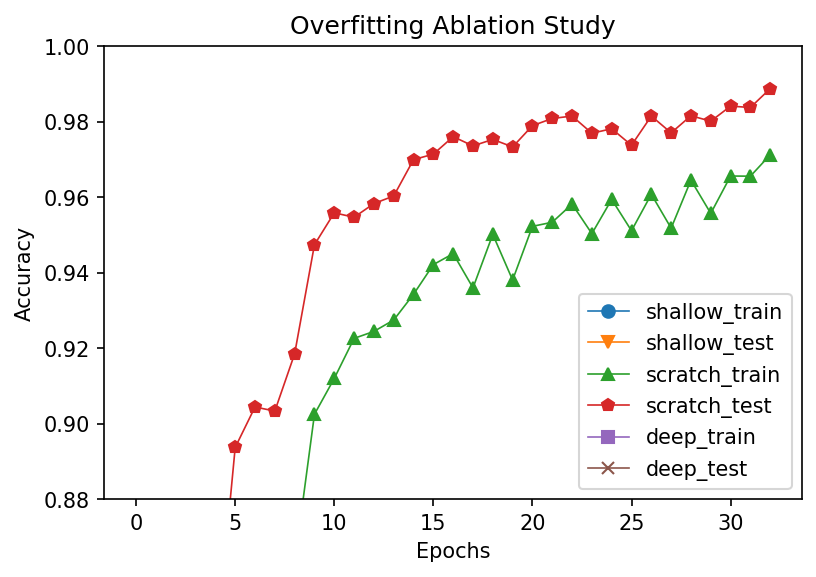 Overfitting Ablation Study
1.00
0.98
0.96
0.94
0.92
0.90
0.88
Accuracy
0 5 10 15 20 25 30
Epochs
shallow_train
shallow_test
scratch_train
scratch_test
deep_train
deep_test